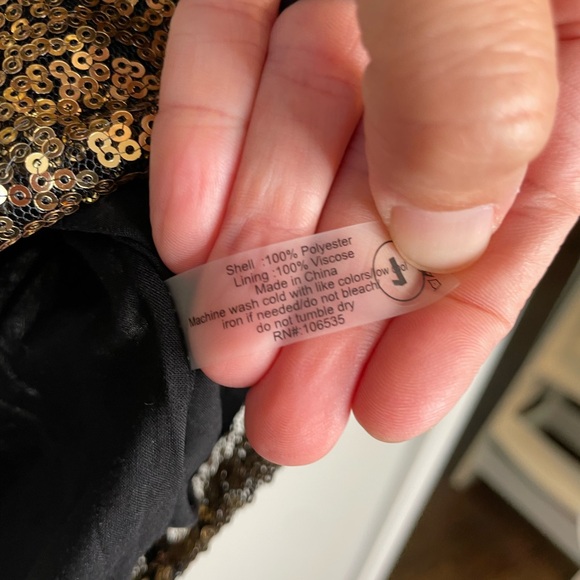 Shell :100% Polyester
Lining :100% Viscose
Made in China
Machine wash cold with like colors/low
iron if needed/do not bleach/
do not tumble dry
RN#:106535